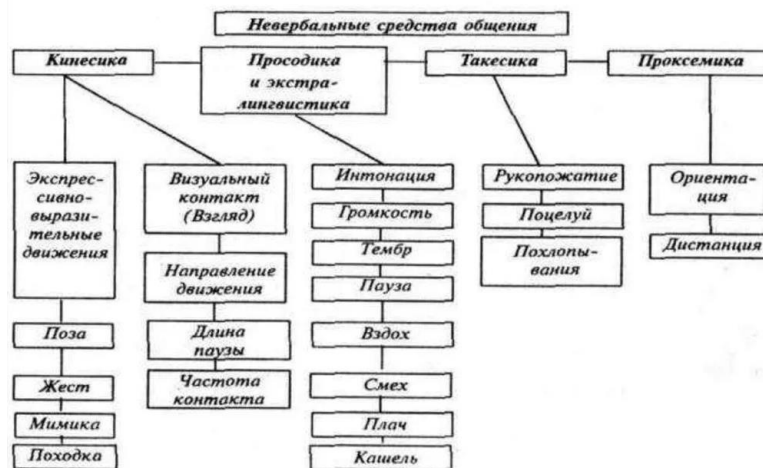 Невербальные средства общения
Кинесика
Просодика
и экстра-
лингвистика
Такесика
Проксемика
Экспрес-
сивно-
вырази-
тельные
движения
Поза
Жест
Мимика
Походка
Визуальный
контакт
(Взгляд)
Направление
движения
Длина
паузы
Частота
контакта
Интонация
Громкость
Тембр
Пауза
Вздох
Смех
Плач
Кашель
Рукопожатие
Поцелуй
Похлопы-
вания
Ориента-
ция
Дистанция